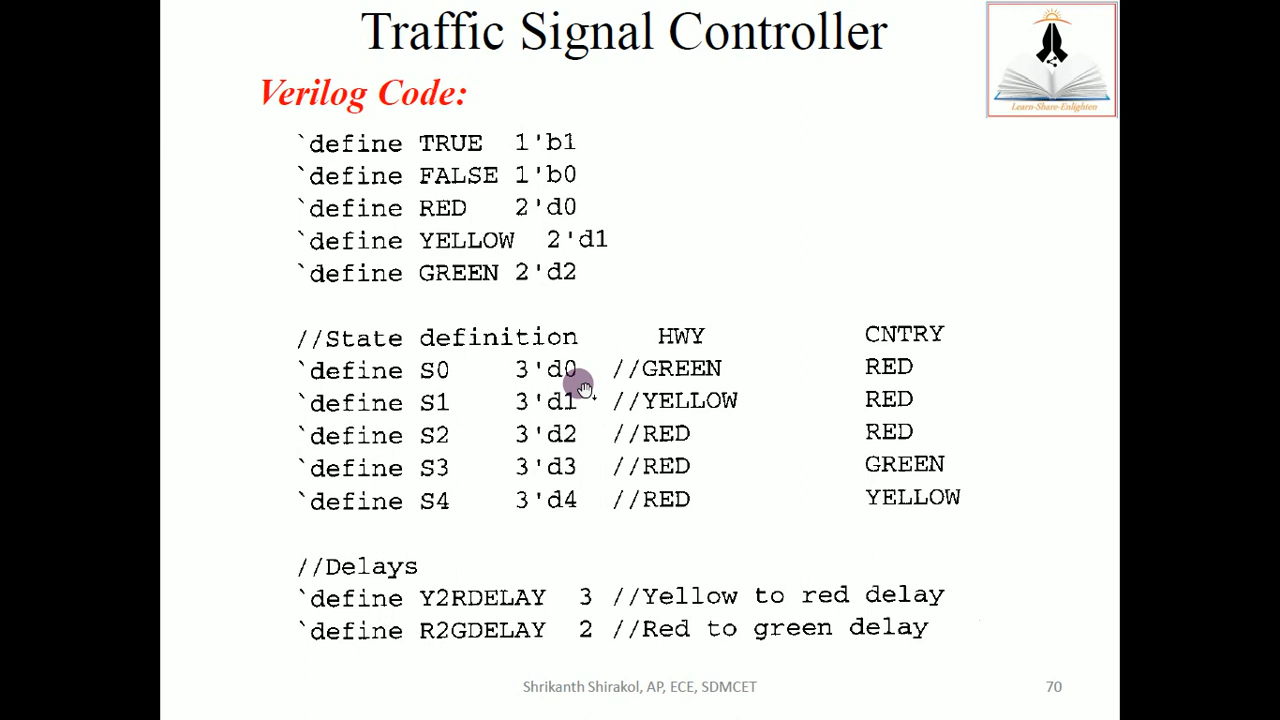 Traffic Signal Controller
Learn-Share-Enlighten
Verilog Code:
`define TRUE 1'b1
`define FALSE 1'b0
`define RED 2'd0
`define YELLOW 2'd1
`define GREEN 2'd2
//State definition HWY CNTRY
`define S0 3'd0 //GREEN RED
`define S1 3'd1 //YELLOW RED
`define S2 3'd2 //RED RED
`define S3 3'd3 //RED GREEN
`define S4 3'd4 //RED YELLOW
//Delays
`define Y2RDELAY 3 //Yellow to red delay
`define R2GDELAY 2 //Red to green delay
Shrikanth Shirakol, AP, ECE, SDMCET 70